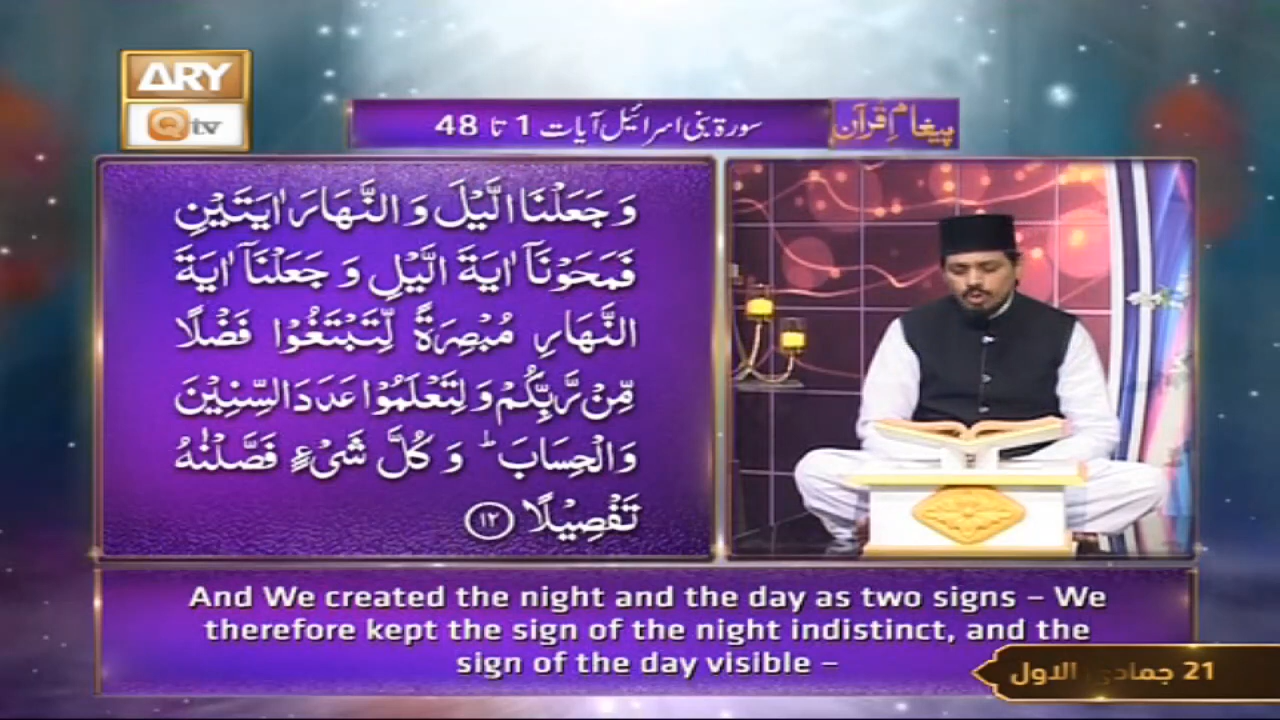 ARY
Qtv
سورة بنی اسرائیل آیات 1 تا 48
پیغام قرآن
وَ جَعَلْنَا الَّيْلَ وَ النَّهَارَ اٰيَتَيْنِ
فَمَحَوْنَاۤ اٰيَةَ الَّيْلِ وَ جَعَلْنَاۤ اٰيَةَ
النَّهَارِ مُبْصِرَةً لِّتَبْتَغُوْا فَضْلًا
مِّنْ رَّبِّكُمْ وَ لِتَعْلَمُوْا عَدَدَ السِّنِيْنَ
وَالْحِسَابَ ؕ وَ كُلَّ شَیْءٍ فَصَّلْنٰهُ
تَفْصِيْلًا ۱۲
And We created the night and the day as two signs – We
therefore kept the sign of the night indistinct, and the
sign of the day visible –
21 جمادی الاول